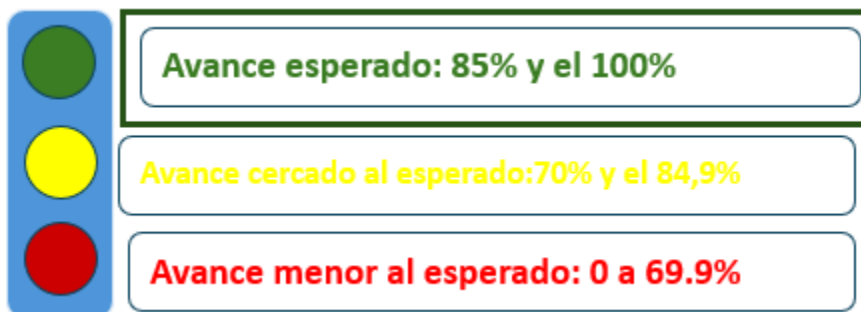 Avance esperado: 85% y el 100%
Avance cercado al esperado:70% y el 84,9%
Avance menor al esperado: 0 a 69.9%